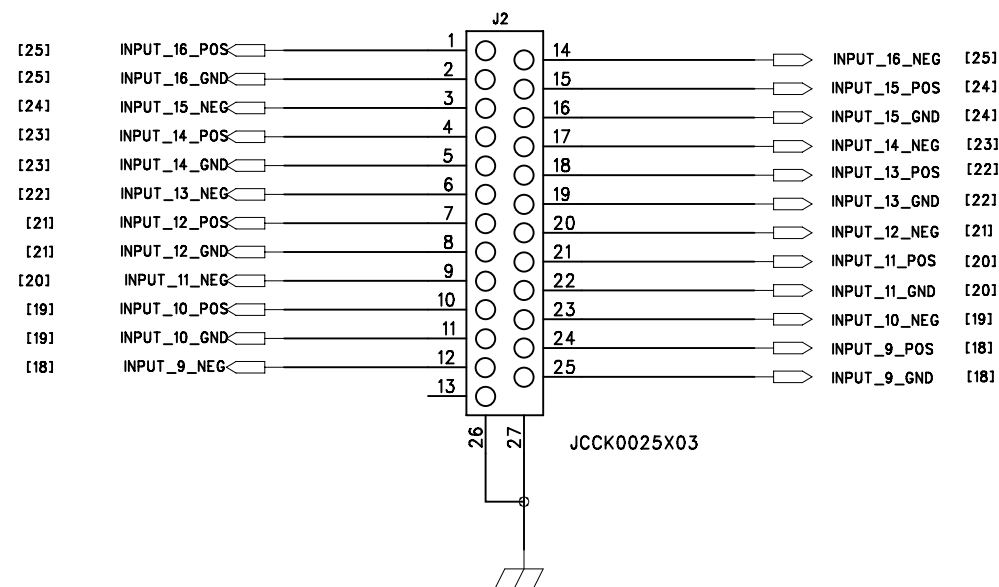 J2
[25] INPUT_16_POS 1
14 INPUT_16_NEG [25]
[25] INPUT_16_GND 2
15 INPUT_15_POS [24]
[24] INPUT_15_NEG 3
16 INPUT_15_GND [24]
[23] INPUT_14_POS 4
17 INPUT_14_NEG [23]
[23] INPUT_14_GND 5
18 INPUT_13_POS [22]
[22] INPUT_13_NEG 6
19 INPUT_13_GND [22]
[21] INPUT_12_POS 7
20 INPUT_12_NEG [21]
[21] INPUT_12_GND 8
21 INPUT_11_POS [20]
[20] INPUT_11_NEG 9
22 INPUT_11_GND [20]
[19] INPUT_10_POS 10
23 INPUT_10_NEG [19]
[19] INPUT_10_GND 11
24 INPUT_9_POS [18]
[18] INPUT_9_NEG 12
25 INPUT_9_GND [18]
13
26
27
JCCK0025X03